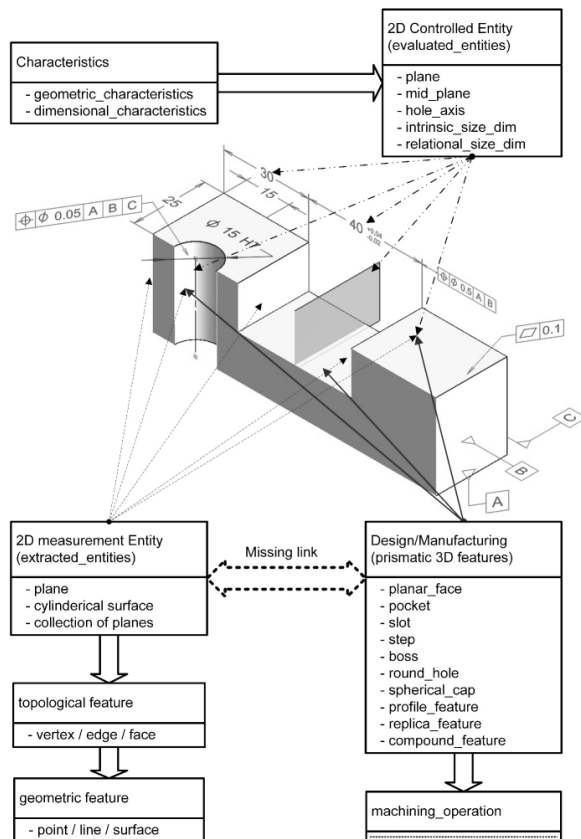 2D Controlled Entity
(evaluated_entities)
- plane
- mid_plane
- hole_axis
- intrinsic_size_dim
- relational_size_dim
Characteristics
- geometric_characteristics
- dimensional_characteristics
30
15
25
40 +0,04 -0,02
⌖ ⌀ 0.05 A B C
⌀ 15 H7
⌖ ⌀ 0.5 A B
⏥ 0.1
C
B
A
2D measurement Entity
(extracted_entities)
- plane
- cylinderical surface
- collection of planes
Missing link
Design/Manufacturing
(prismatic 3D features)
- planar_face
- pocket
- slot
- step
- boss
- round_hole
- spherical_cap
- profile_feature
- replica_feature
- compound_feature
topological feature
- vertex / edge / face
geometric feature
- point / line / surface
machining_operation